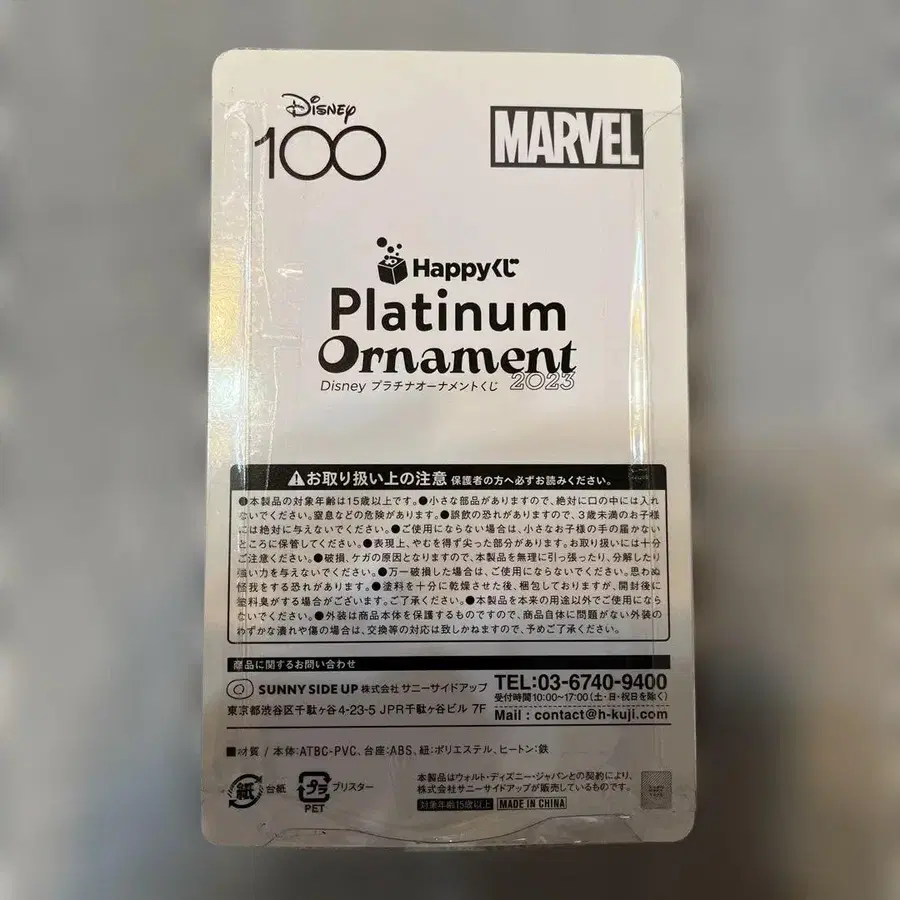 Disney
100
MARVEL
Happyくじ
Platinum
Ornament
2023
Disney プラチナオーナメントくじ
お取り扱い上の注意 保護者の方へ必ずお読みください。
●本製品の対象年齢は15歳以上です。●小さな部品がありますので、絶対に口の中には入れ
ないでください。窒息などの危険があります。●誤飲の恐れがありますので、3歳未満のお子様
には絶対に与えないでください。●ご使用にならない場合は、小さなお子様の手の届かない
ところに保管してください。●表現上、やむを得ず尖った部分があります。お取り扱いには十分
ご注意ください。●破損、ケガの原因となりますので、本製品を無理に引っ張ったり、分解したり
強い力を与えないでください。●万一破損した場合は、ご使用にならないでください。思わぬ
怪我をする恐れがあります。●塗料を十分に乾燥させた後、梱包しておりますが、開封後に
塗料臭がする場合がございます。ご了承ください。●本製品を本来の用途以外でご使用になら
ないでください。●外装は商品本体を保護するものですので、商品自体に問題がない外装の
わずかな潰れや傷の場合は、交換等の対応は致しかねますので、予めご了承ください。
商品に関するお問い合わせ
SUNNY SIDE UP 株式会社 サニーサイドアップ
東京都渋谷区千駄ヶ谷4-23-5 JPR千駄ヶ谷ビル 7F
TEL:03-6740-9400
受付時間10:00~17:00(土・日・祝日を除く)
Mail : contact@h-kuji.com
■材質 / 本体:ATBC-PVC、台座:ABS、紐:ポリエステル、ヒートン:鉄
紙 台紙
プラ ブリスター
PET
本製品はウォルト・ディズニー・ジャパンとの契約により、
株式会社サニーサイドアップが販売しているものです。
対象年齢15歳以上 MADE IN CHINA